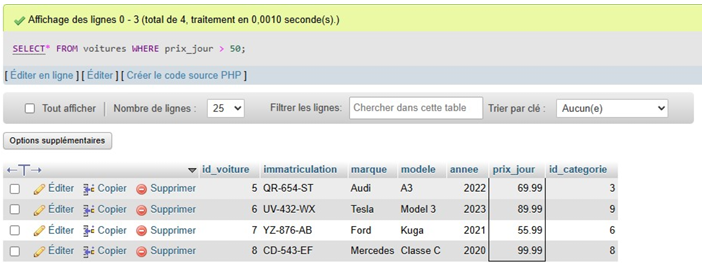 Affichage des lignes 0 - 3 (total de 4, traitement en 0,0010 seconde(s).)
SELECT* FROM voitures WHERE prix_jour > 50;
[ Éditer en ligne ] [ Éditer ] [ Créer le code source PHP ]
Tout afficher | Nombre de lignes : 25 Filtrer les lignes: Chercher dans cette table Trier par clé : Aucun(e)
Options supplémentaires
←T→ id_voiture immatriculation marque modele annee prix_jour id_categorie
Éditer Copier Supprimer 5 QR-654-ST Audi A3 2022 69.99 3
Éditer Copier Supprimer 6 UV-432-WX Tesla Model 3 2023 89.99 9
Éditer Copier Supprimer 7 YZ-876-AB Ford Kuga 2021 55.99 6
Éditer Copier Supprimer 8 CD-543-EF Mercedes Classe C 2020 99.99 8